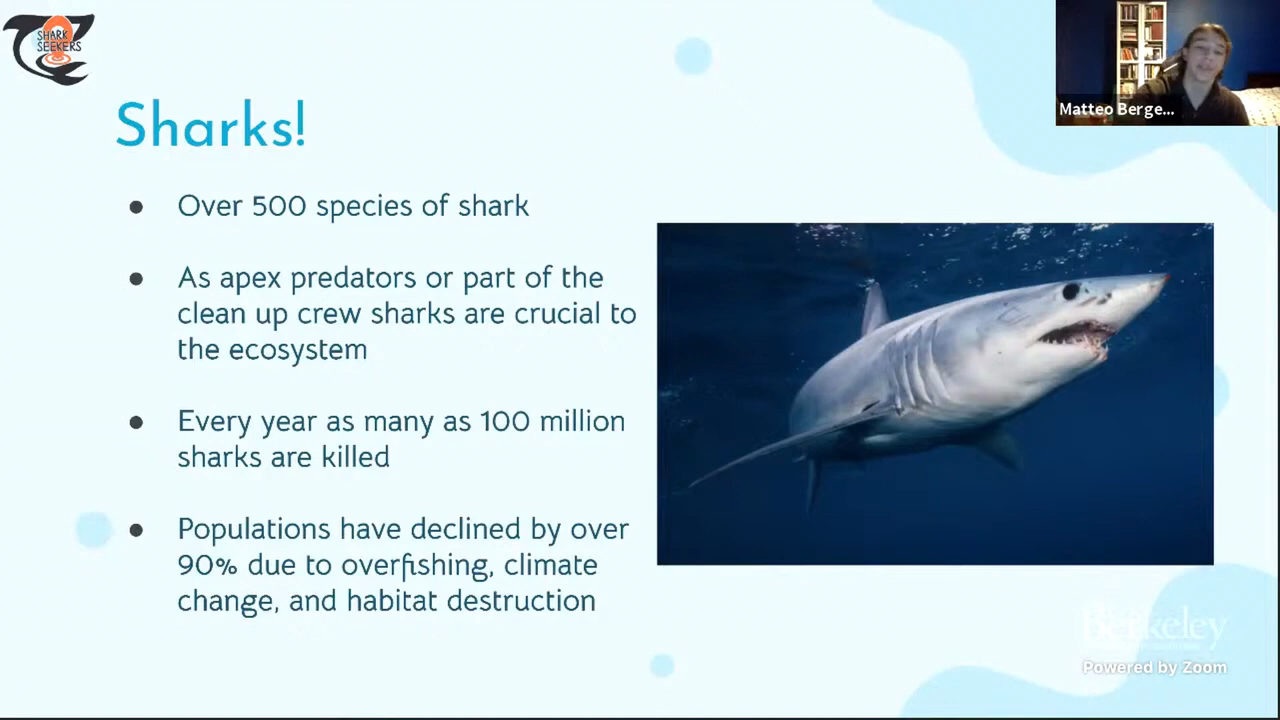 SHARK
SEEKERS
Matteo Berge...
Sharks!
● Over 500 species of shark
● As apex predators or part of the
clean up crew sharks are crucial to
the ecosystem
● Every year as many as 100 million
sharks are killed
● Populations have declined by over
90% due to overfishing, climate
change, and habitat destruction
Berkeley
Powered by Zoom